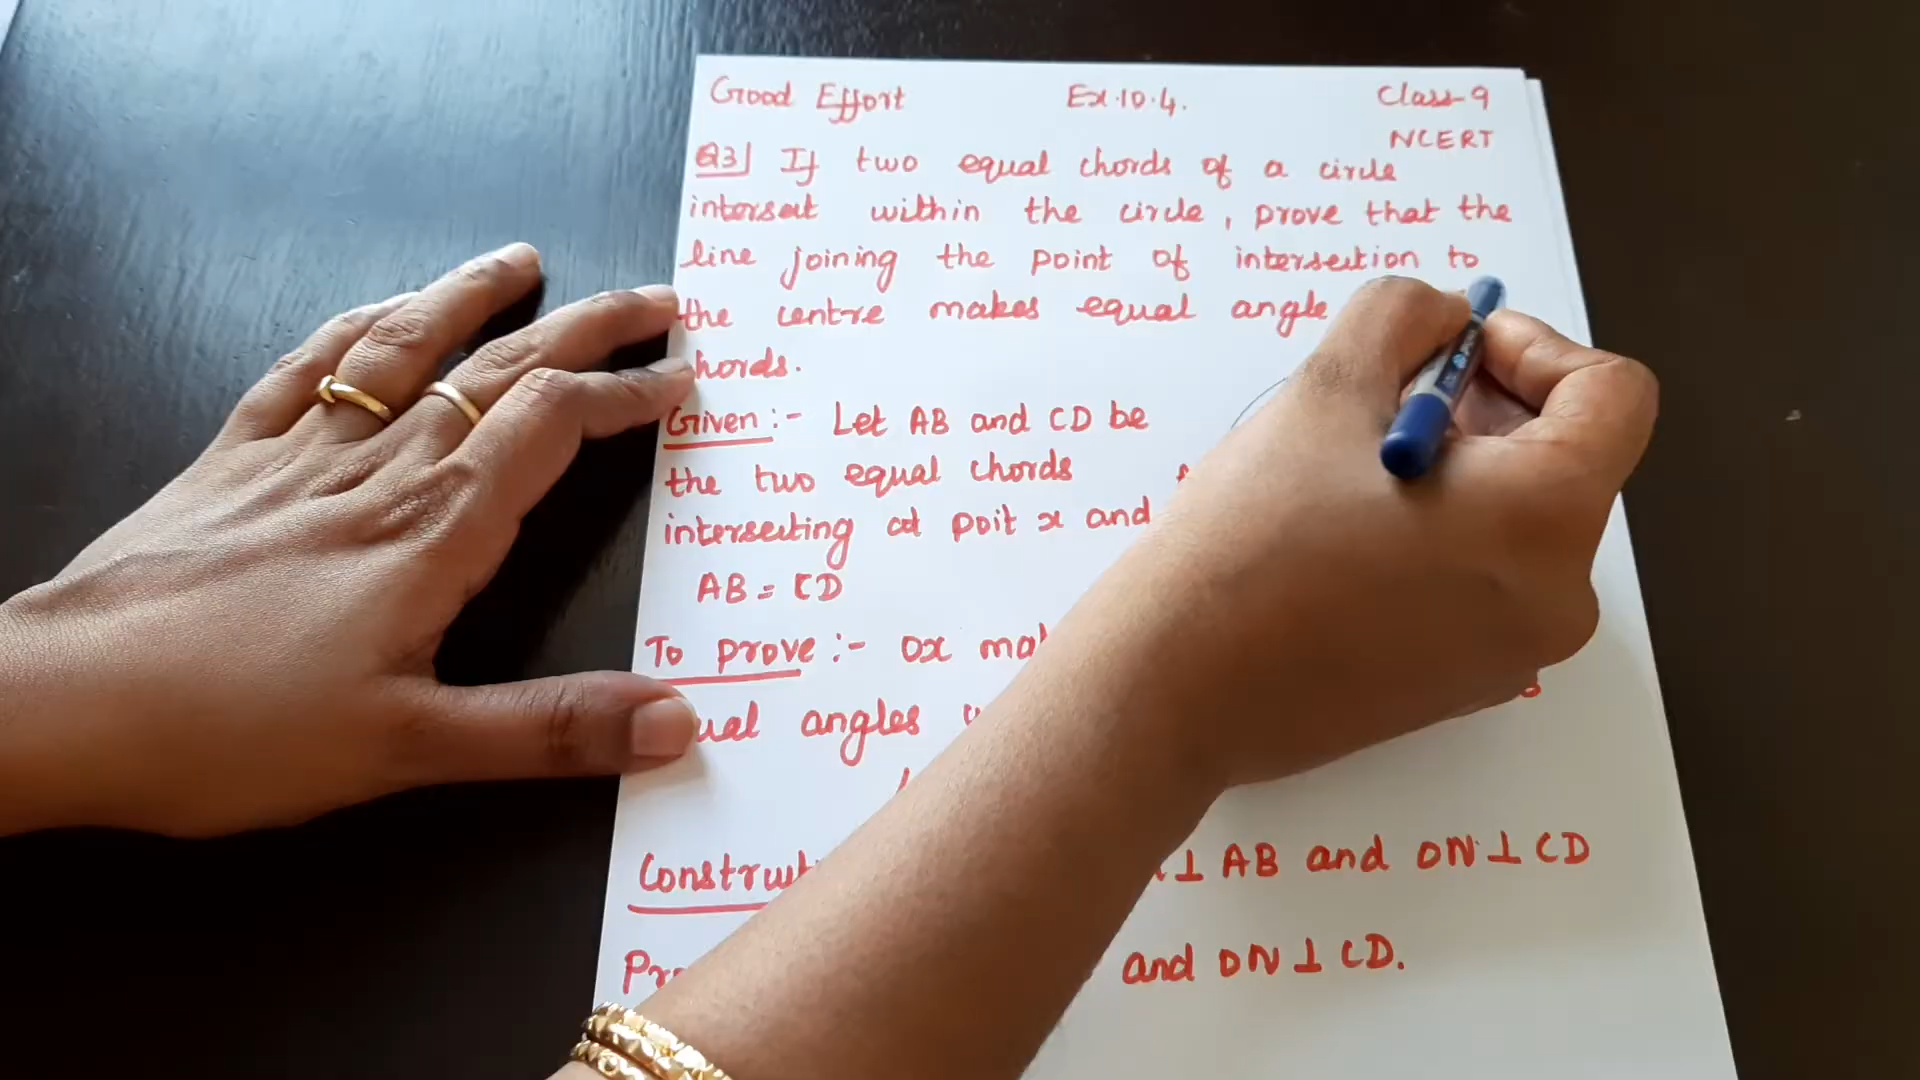 Good Effort Ex.10.4. Class-9
NCERT
Q3] If two equal chords of a circle
intersect within the circle, prove that the
line joining the point of intersection to
the centre makes equal angle
hords.
Given :- Let AB and CD be
the two equal chords
intersecting at poit x and
AB = CD
To prove :- Ox mak
ual angles
Construct ⊥ AB and ON ⊥ CD
Pr and ON ⊥ CD.